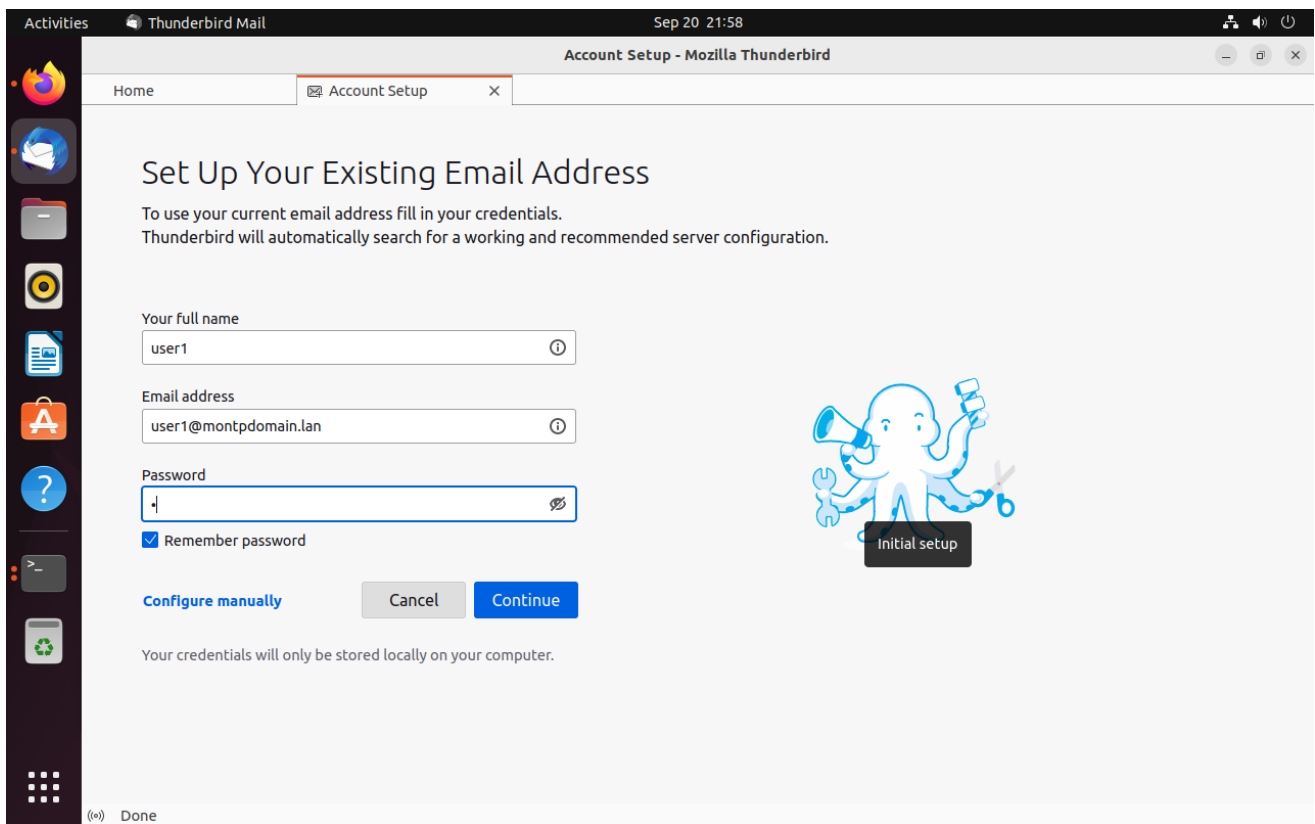 Activities
Thunderbird Mail
Sep 20 21:58
Account Setup - Mozilla Thunderbird
Home
Account Setup
Set Up Your Existing Email Address
To use your current email address fill in your credentials.
Thunderbird will automatically search for a working and recommended server configuration.
Your full name
user1
Email address
user1@montpdomain.lan
Password
•
Remember password
Initial setup
Configure manually
Cancel
Continue
Your credentials will only be stored locally on your computer.
Done